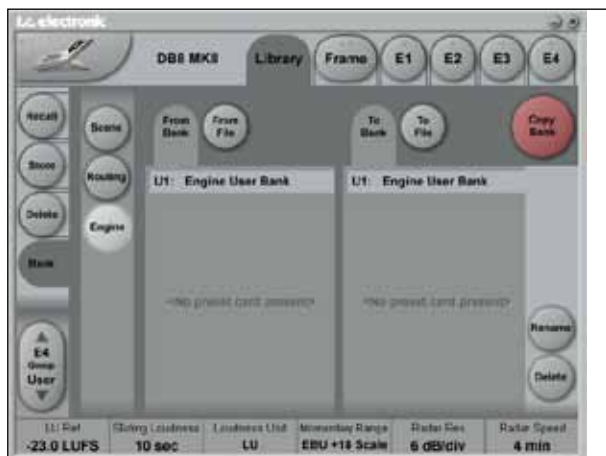 t.c. electronic
DB8 MKII
Library
Frame
E1
E2
E3
E4
Recall
Store
Delete
Bank
Scene
Routing
Engine
From
Bank
From
File
To
Bank
To
File
Copy
Bank
U1: Engine User Bank
U1: Engine User Bank
<No preset card present>
<No preset card present>
Rename
Delete
E4
Group
User
LU Ref
Sliding Loudness
Loudness Unit
Momentary Range
Radar Res
Radar Speed
-23.0 LUFS
10 sec
LU
EBU +18 Scale
6 dB/div
4 min